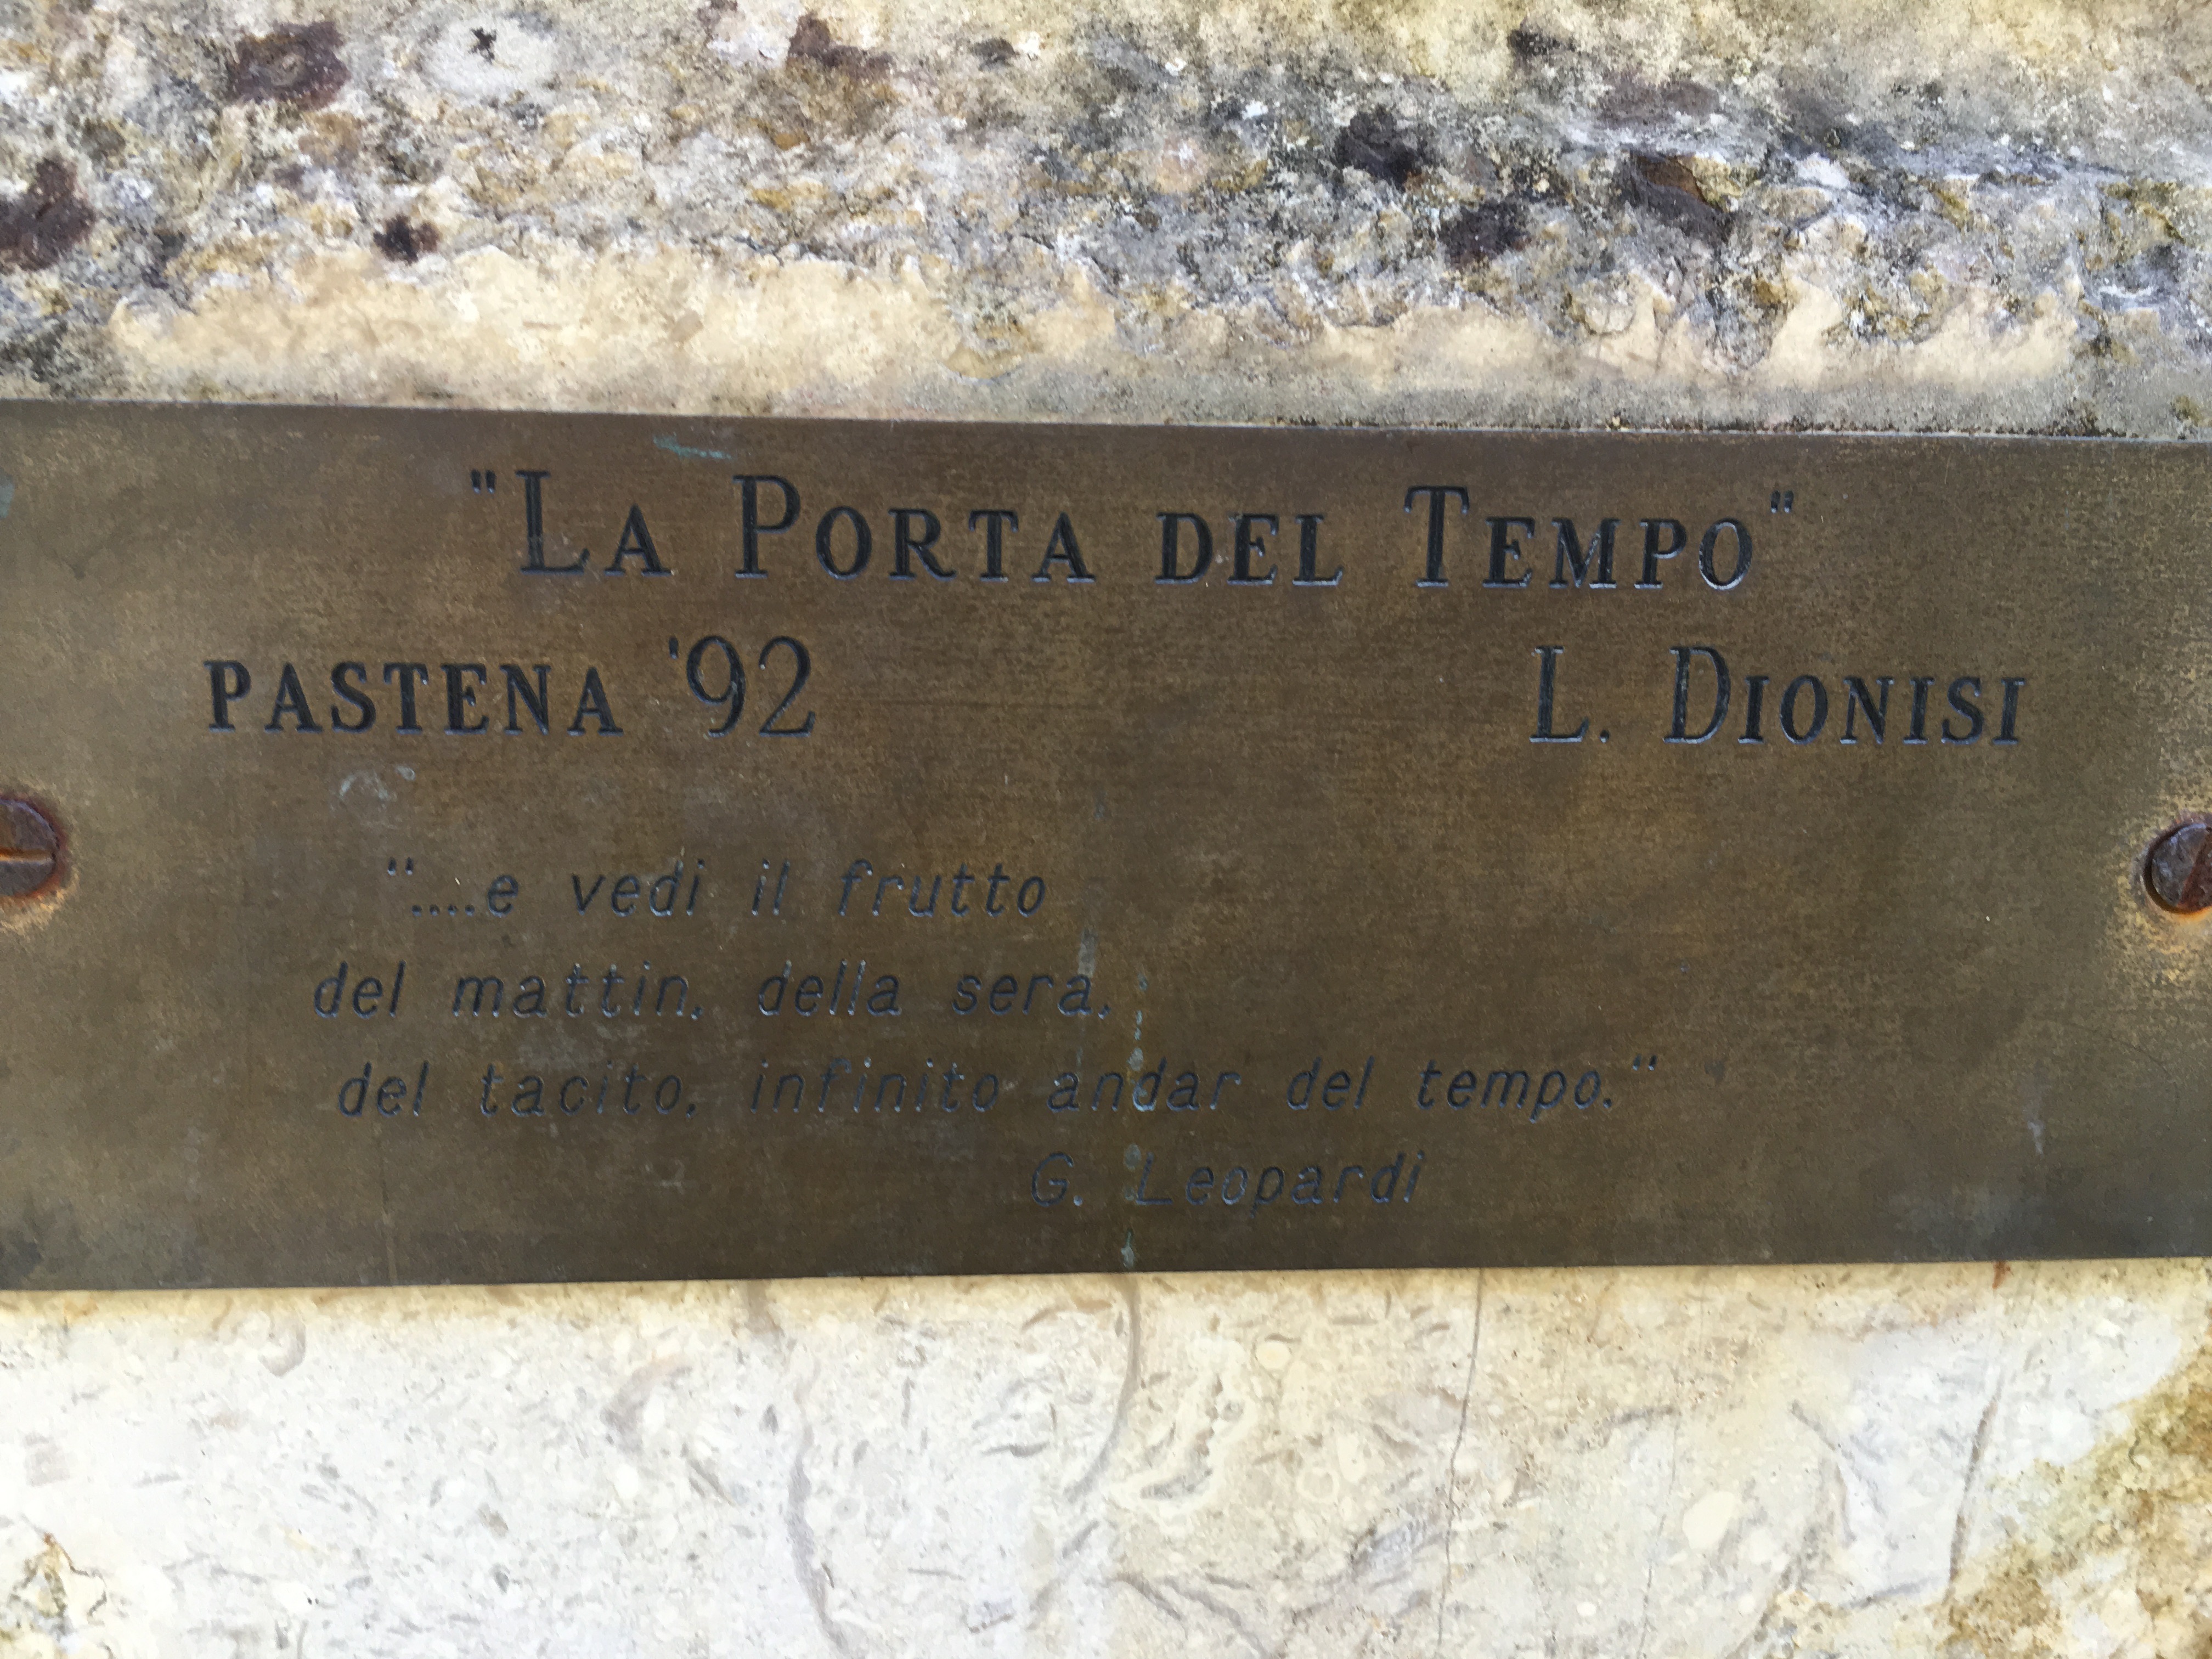 "LA PORTA DEL TEMPO"
PASTENA '92 L. DIONISI
"....e vedi il frutto
del mattin, della sera,
del tacito, infinito andar del tempo."
G. Leopardi